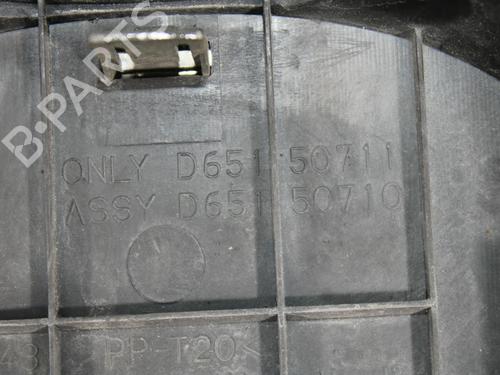 B-PARTS
ONLY D651 50711
ASSY D651 50710
PP-T20<